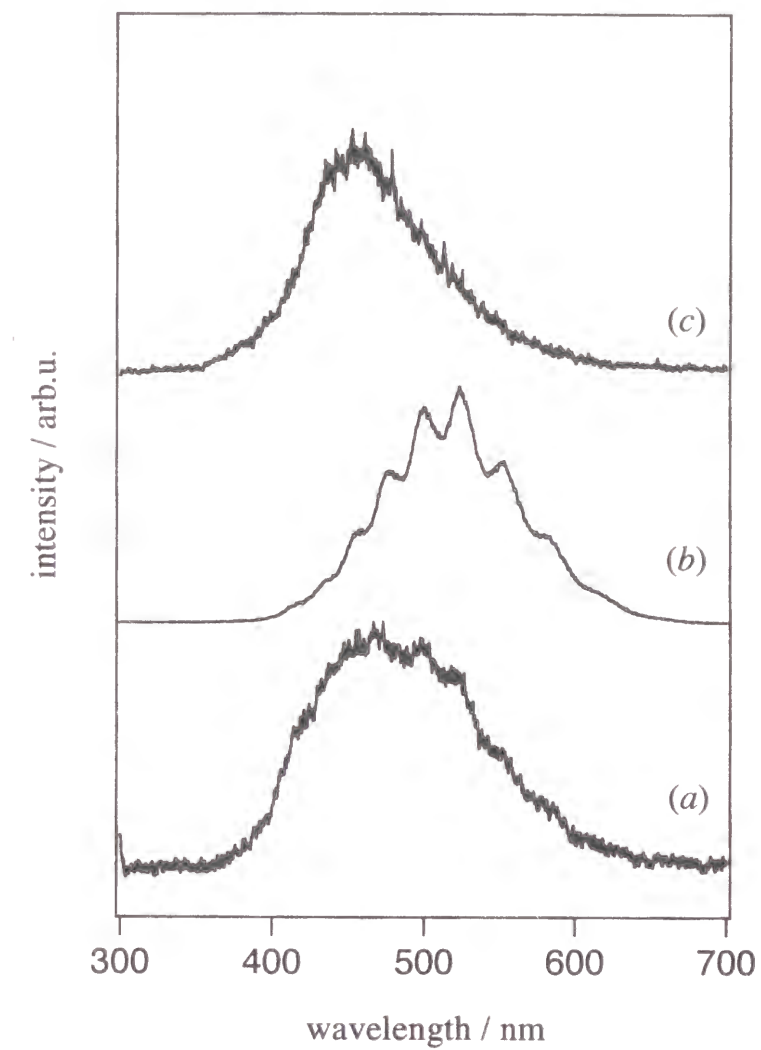 (c)
(b)
(a)
intensity / arb.u.
300 400 500 600 700
wavelength / nm